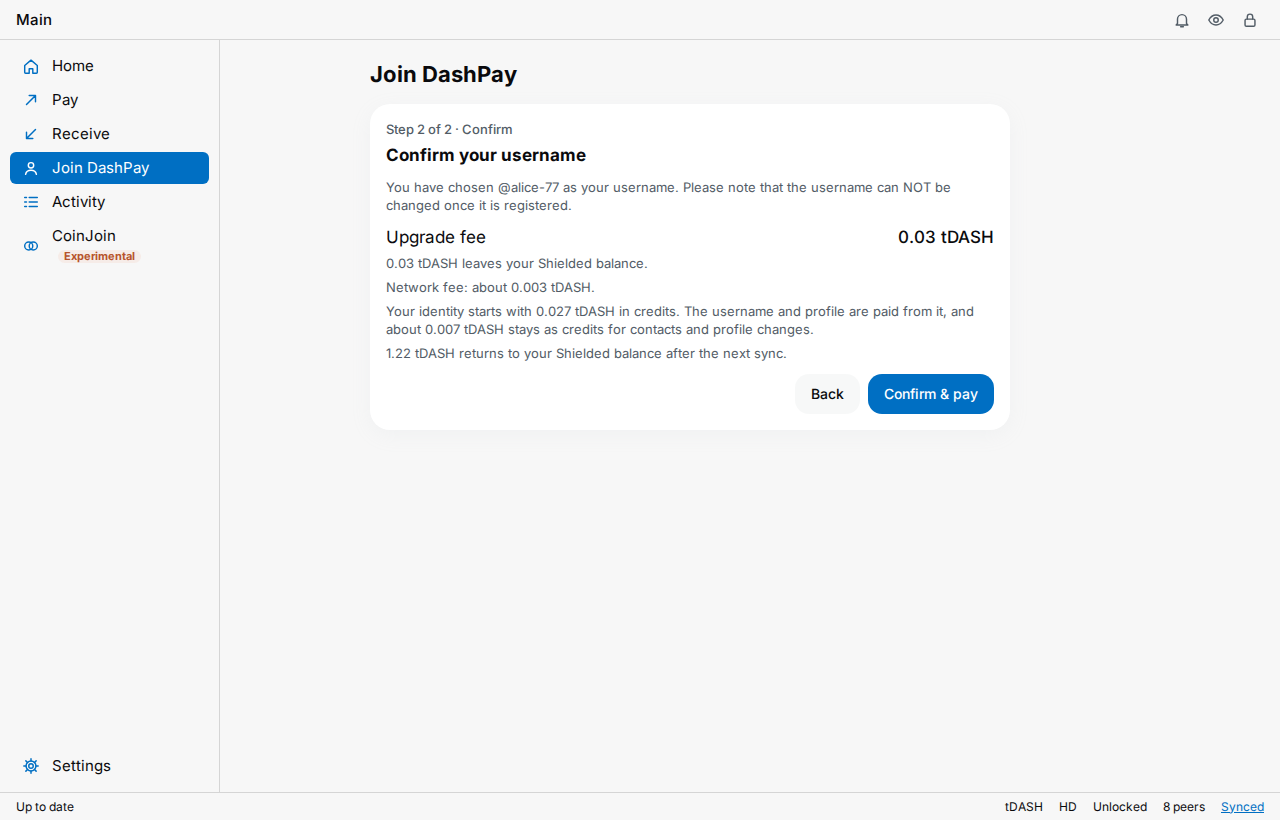 Main
Home
Pay
Receive
Join DashPay
Activity
CoinJoin
Experimental
Settings
Join DashPay
Step 2 of 2 · Confirm
Confirm your username
You have chosen @alice-77 as your username. Please note that the username can NOT be
changed once it is registered.
Upgrade fee 0.03 tDASH
0.03 tDASH leaves your Shielded balance.
Network fee: about 0.003 tDASH.
Your identity starts with 0.027 tDASH in credits. The username and profile are paid from it, and
about 0.007 tDASH stays as credits for contacts and profile changes.
1.22 tDASH returns to your Shielded balance after the next sync.
Back Confirm & pay
Up to date tDASH HD Unlocked 8 peers Synced